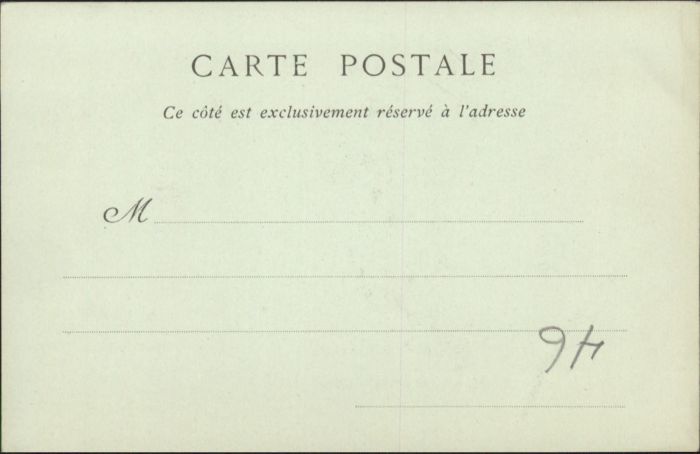 CARTE POSTALE
Ce côté est exclusivement réservé à l'adresse
M